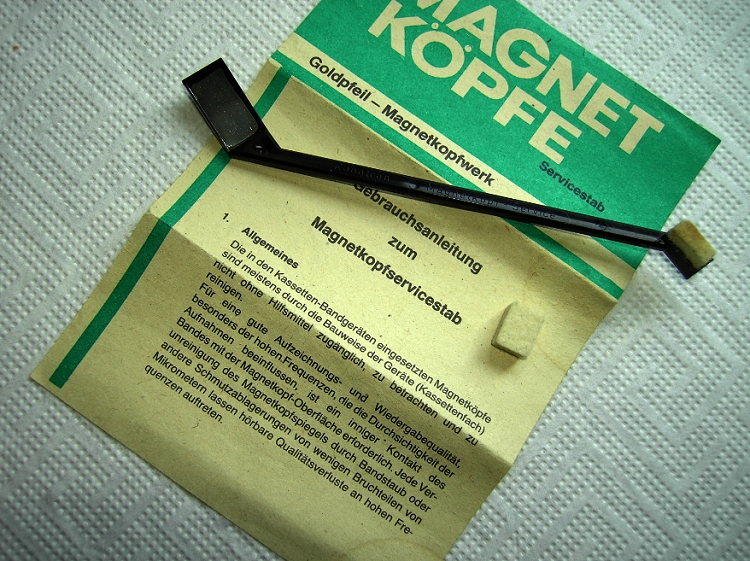 MAGNET
KÖPFE
Goldpfeil – Magnetkopfwerk
Servicestab
Gebrauchsanleitung
zum
Magnetkopfservicestab
1. Allgemeines
Die in den Kassetten-Bandgeräten eingesetzten Magnetköpfe
sind meistens durch die Bauweise der Geräte (Kassettenfach)
nicht ohne Hilfsmittel zugänglich, zu betrachten und zu
reinigen.
Für eine gute Aufzeichnungs- und Wiedergabequalität,
besonders der hohen Frequenzen, die die Durchsichtigkeit der
Aufnahmen beeinflussen, ist ein inniger Kontakt des
Bandes mit der Magnetkopf-Oberfläche erforderlich. Jede Ver-
unreinigung des Magnetkopfspiegels durch Bandstaub oder
andere Schmutzablagerungen von wenigen Bruchteilen von
Mikrometern lassen hörbare Qualitätsverluste an hohen Fre-
quenzen auftreten.